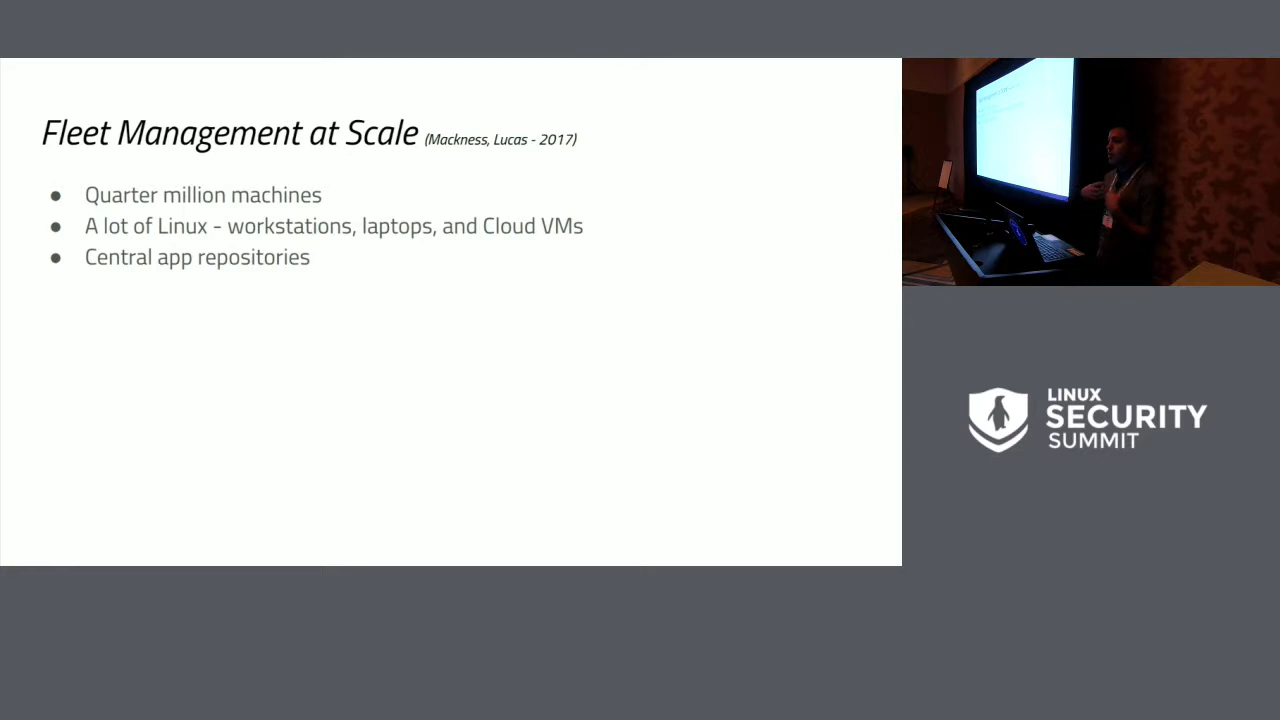 Fleet Management at Scale (Mackness, Lucas - 2017)
● Quarter million machines
● A lot of Linux - workstations, laptops, and Cloud VMs
● Central app repositories
LINUX
SECURITY
SUMMIT